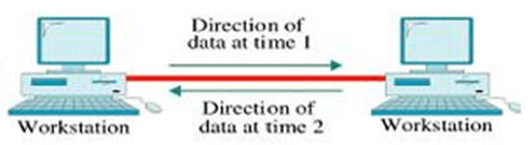 Direction of
data at time 1
Direction of
data at time 2
Workstation
Workstation